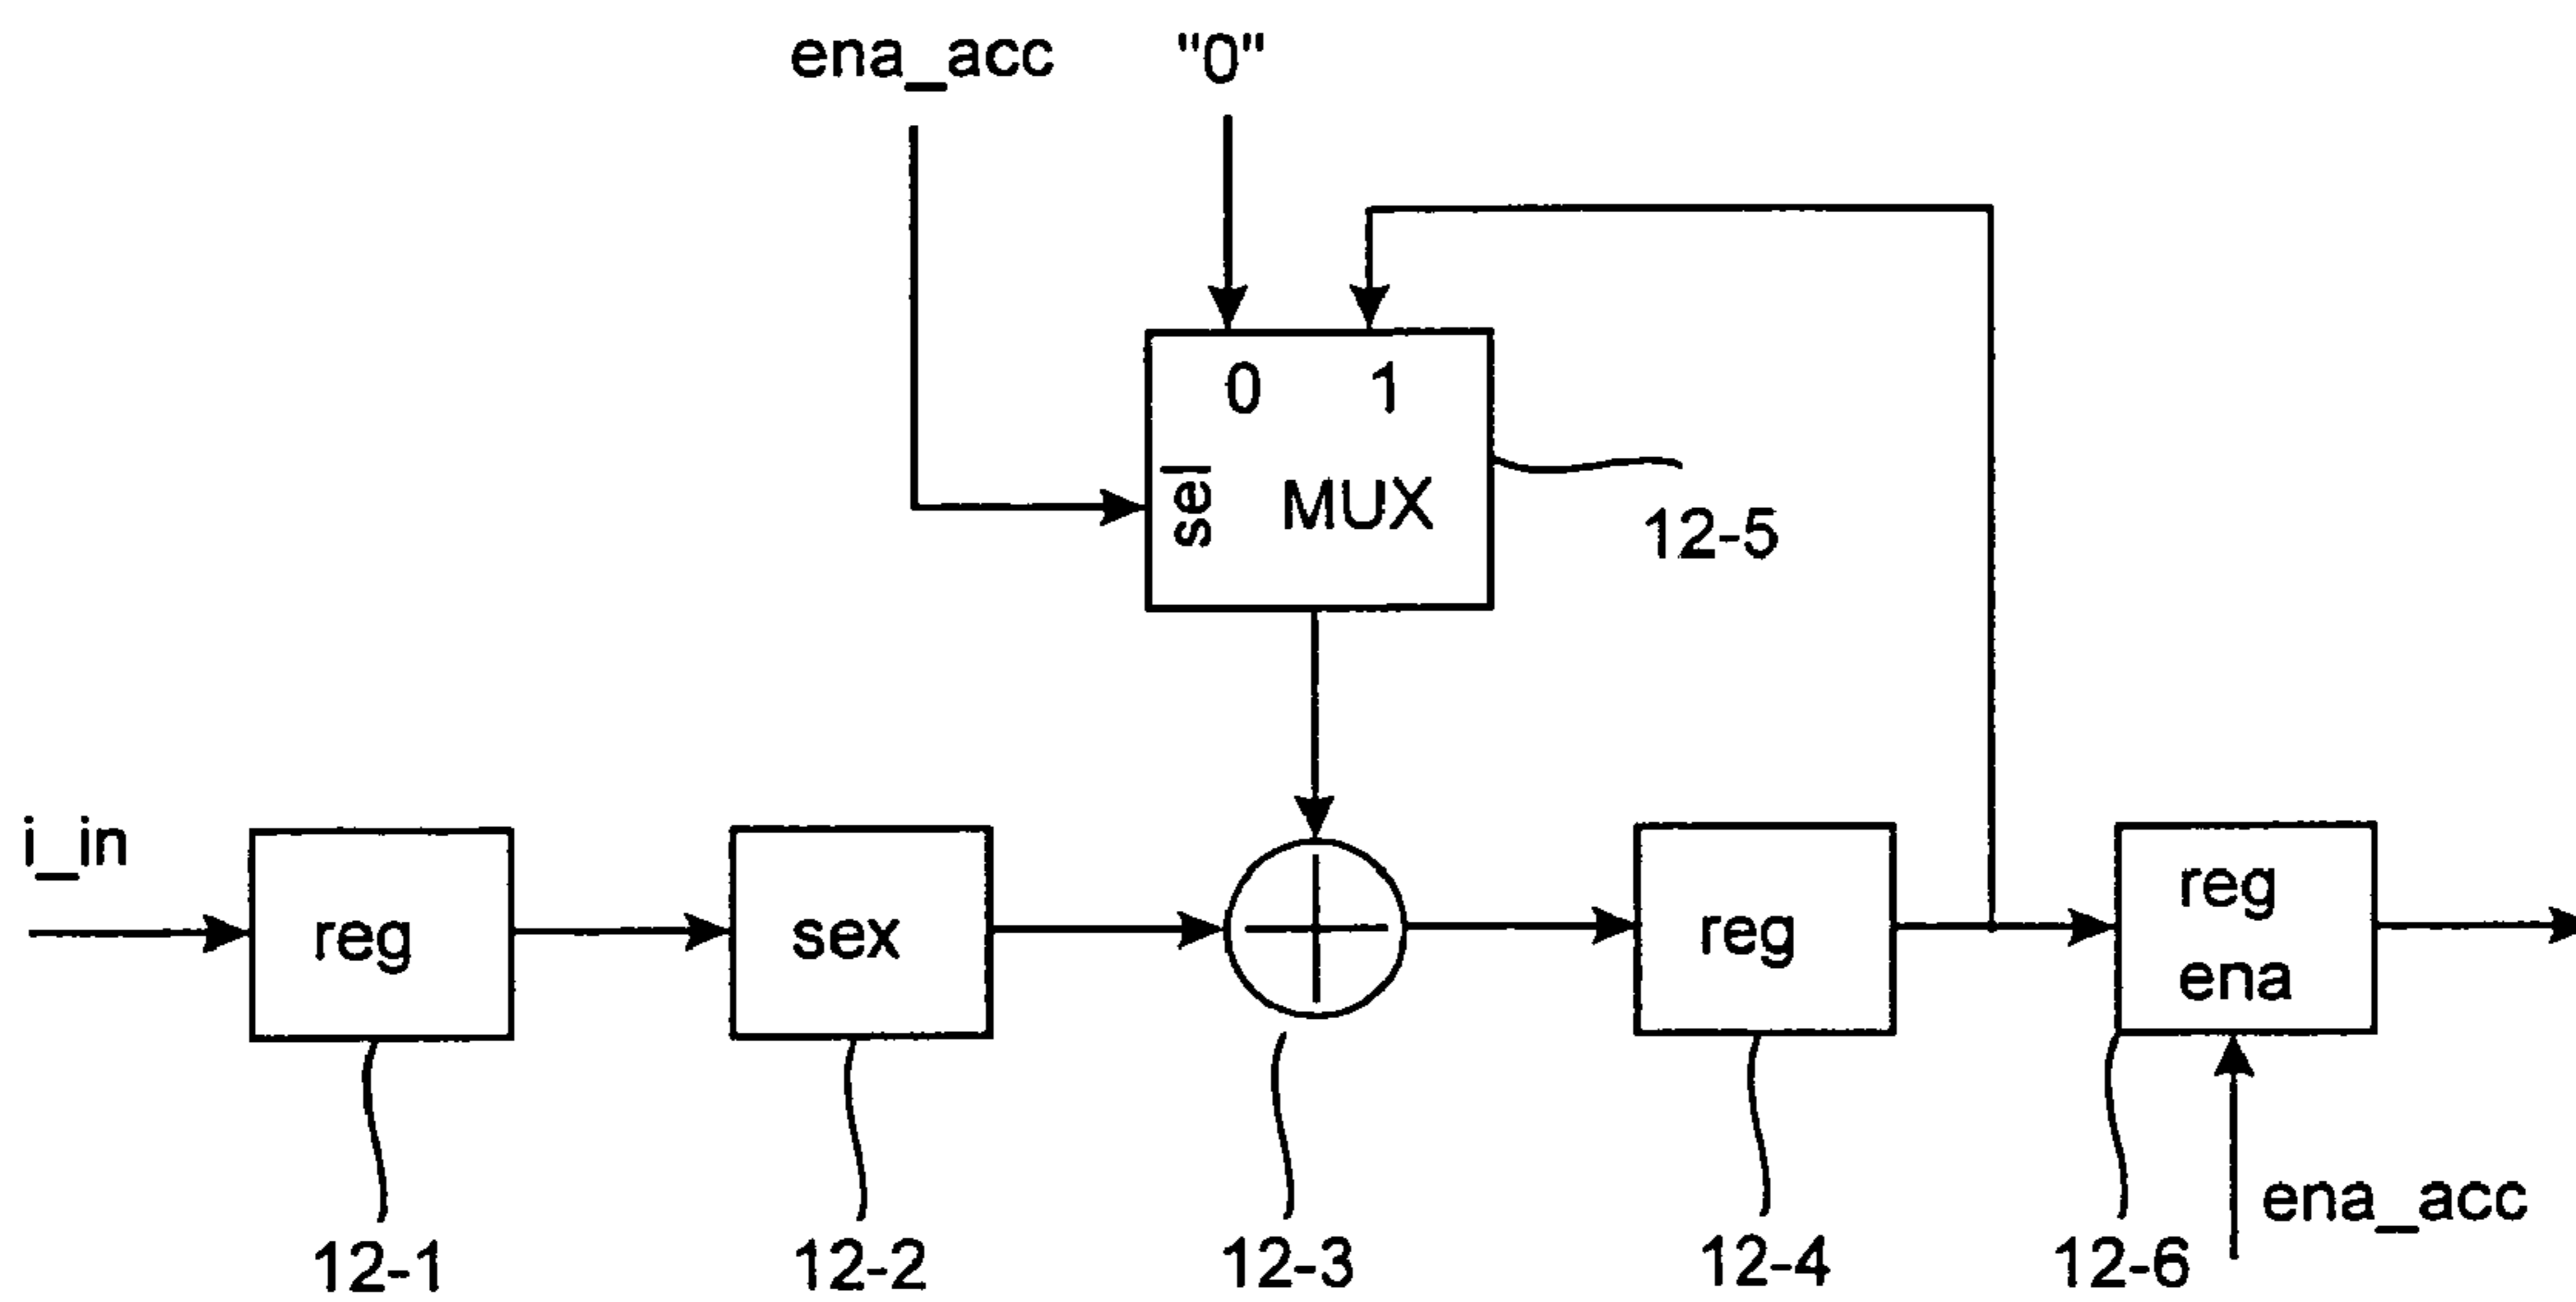 ena_acc "0"
0 1
sel MUX
12-5
i_in
reg sex reg reg
ena
ena_acc
12-1 12-2 12-3 12-4 12-6